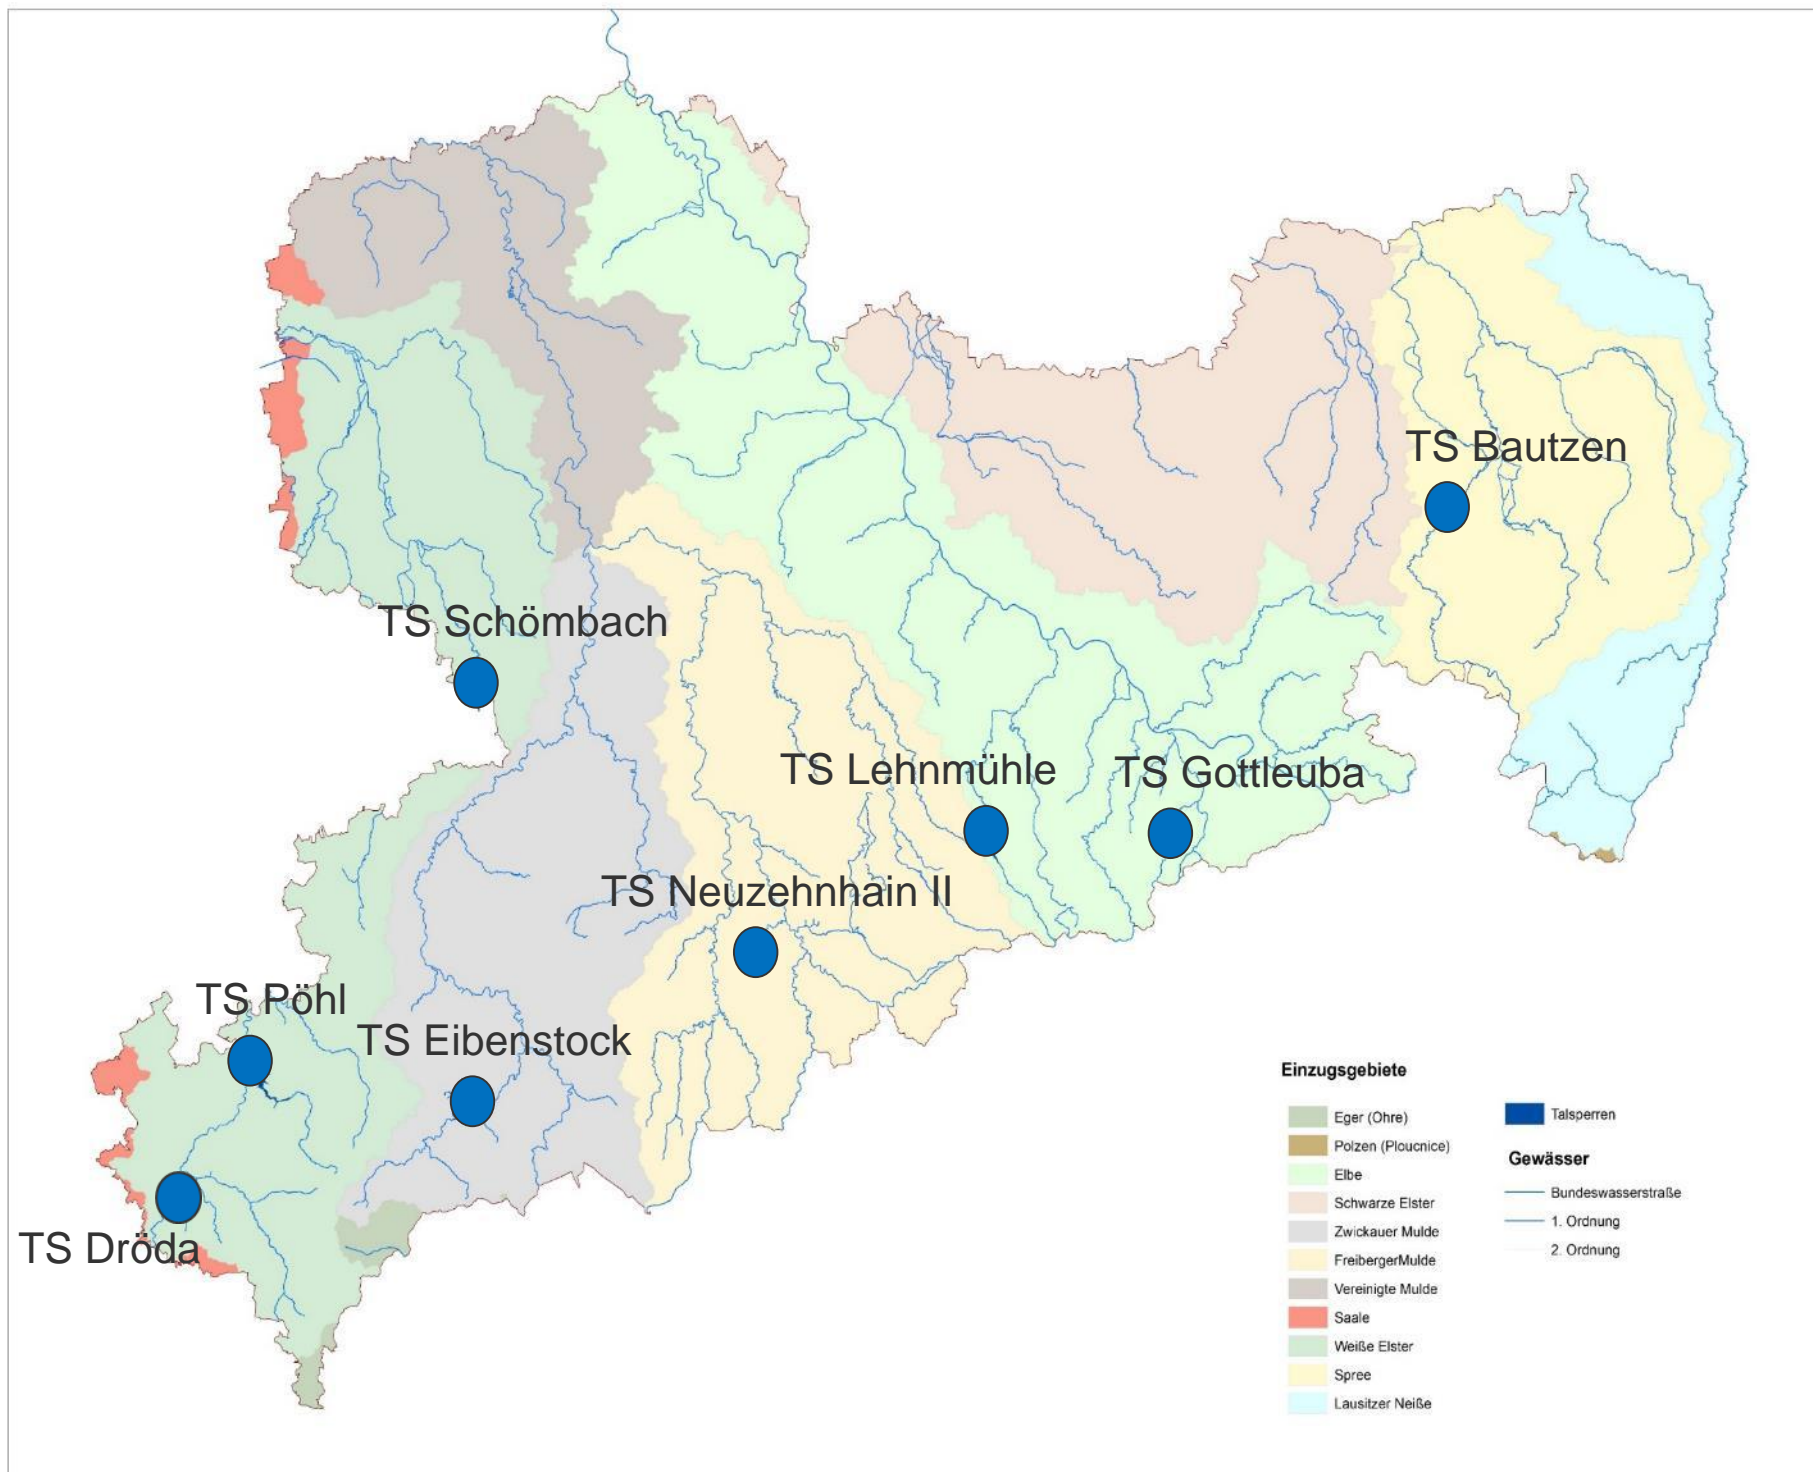 TS Bautzen
TS Schömbach
TS Lehnmühle
TS Gottleuba
TS Neuzehnhain II
TS Pöhl
TS Eibenstock
TS Dröda
Einzugsgebiete
Eger (Ohre)
Polzen (Ploucnice)
Elbe
Schwarze Elster
Zwickauer Mulde
FreibergerMulde
Vereinigte Mulde
Saale
Weiße Elster
Spree
Lausitzer Neiße
Talsperren
Gewässer
Bundeswasserstraße
1. Ordnung
2. Ordnung